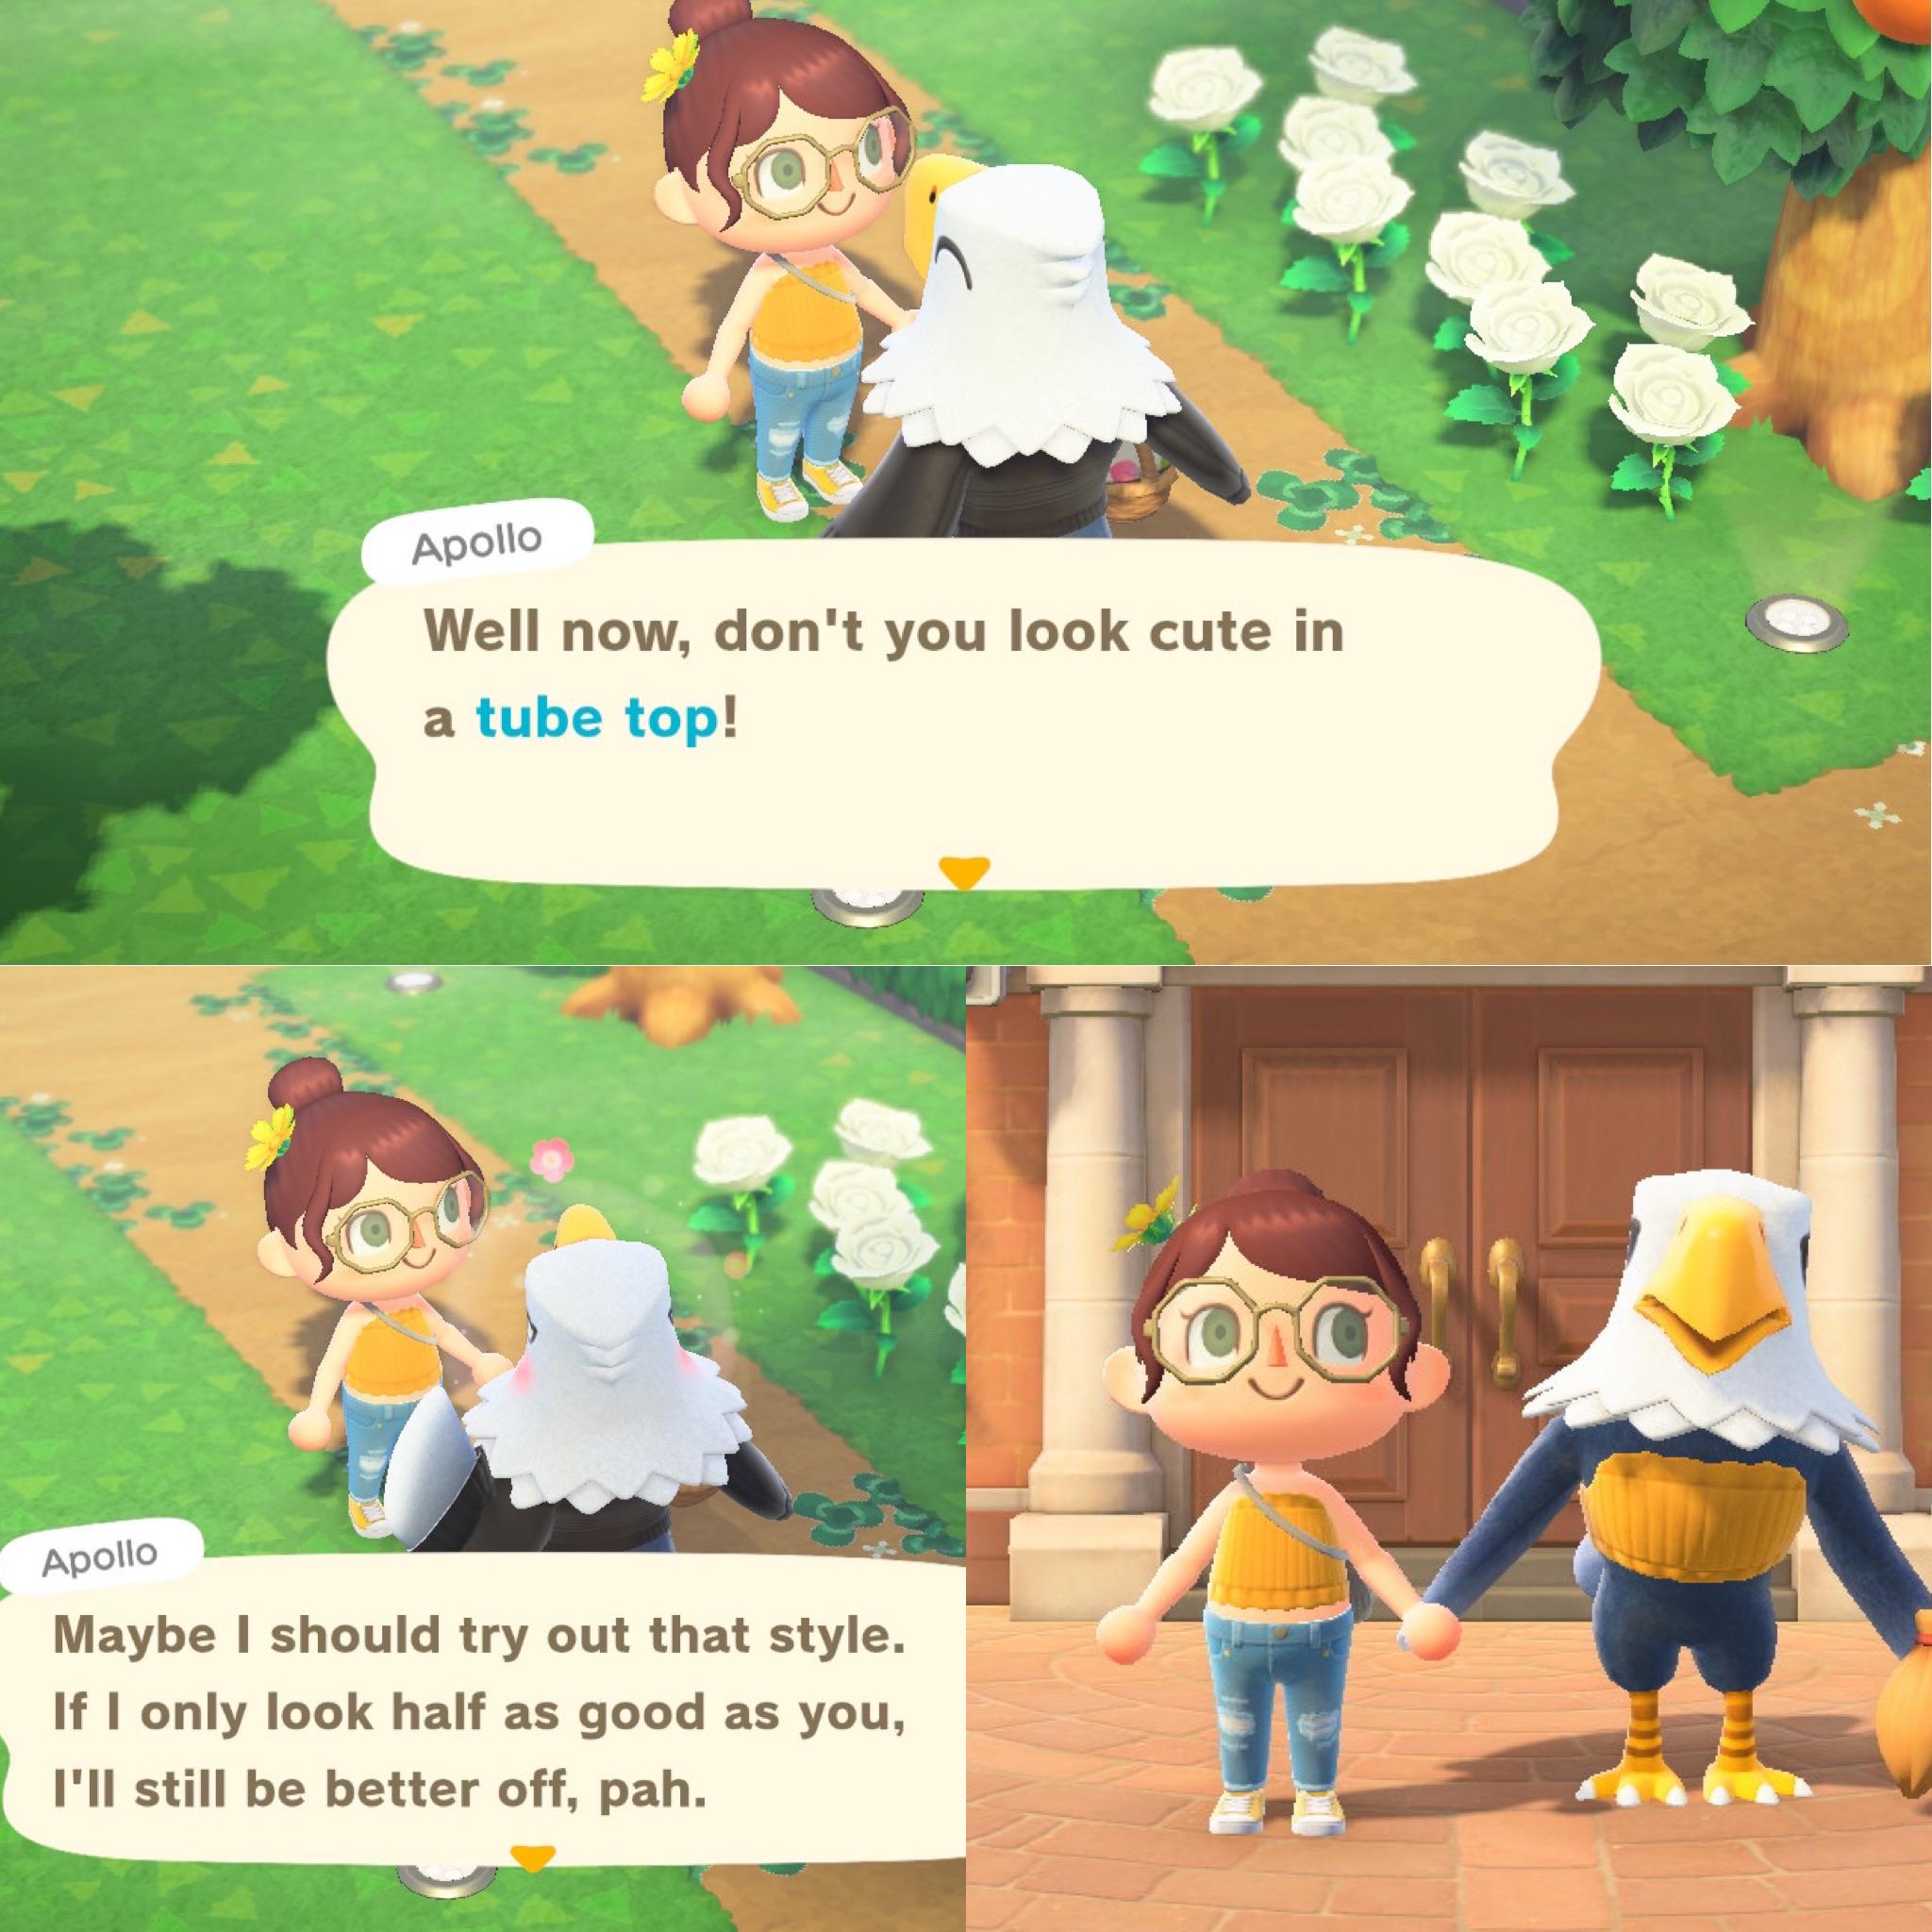 Apollo
Well now, don't you look cute in
a tube top!
Apollo
Maybe I should try out that style.
If I only look half as good as you,
I'll still be better off, pah.